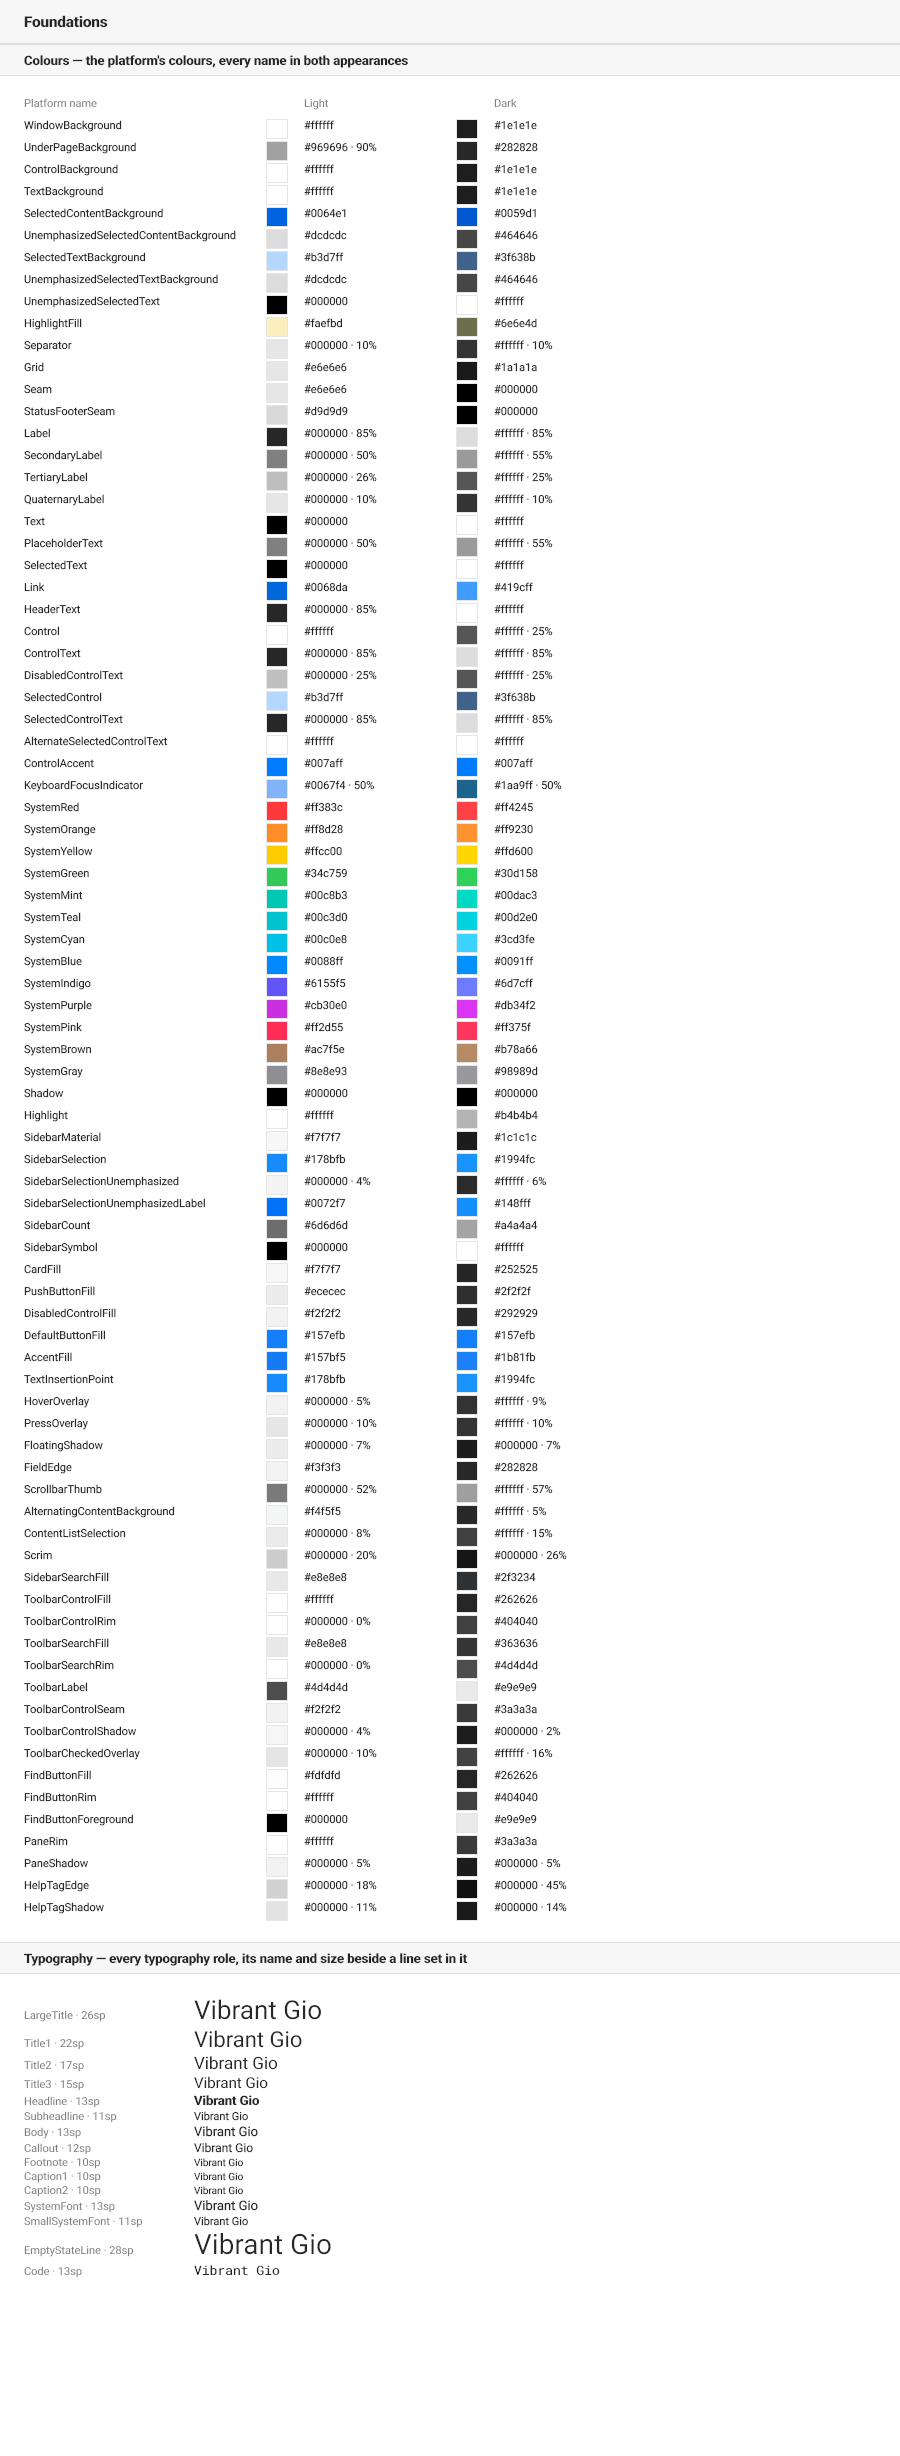 Foundations
Colours — the platform's colours, every name in both appearances
Platform name Light Dark
WindowBackground #ffffff #1e1e1e
UnderPageBackground #969696 · 90% #282828
ControlBackground #ffffff #1e1e1e
TextBackground #ffffff #1e1e1e
SelectedContentBackground #0064e1 #0059d1
UnemphasizedSelectedContentBackground #dcdcdc #464646
SelectedTextBackground #b3d7ff #3f638b
UnemphasizedSelectedTextBackground #dcdcdc #464646
UnemphasizedSelectedText #000000 #ffffff
HighlightFill #faefbd #6e6e4d
Separator #000000 · 10% #ffffff · 10%
Grid #e6e6e6 #1a1a1a
Seam #e6e6e6 #000000
StatusFooterSeam #d9d9d9 #000000
Label #000000 · 85% #ffffff · 85%
SecondaryLabel #000000 · 50% #ffffff · 55%
TertiaryLabel #000000 · 26% #ffffff · 25%
QuaternaryLabel #000000 · 10% #ffffff · 10%
Text #000000 #ffffff
PlaceholderText #000000 · 50% #ffffff · 55%
SelectedText #000000 #ffffff
Link #0068da #419cff
HeaderText #000000 · 85% #ffffff
Control #ffffff #ffffff · 25%
ControlText #000000 · 85% #ffffff · 85%
DisabledControlText #000000 · 25% #ffffff · 25%
SelectedControl #b3d7ff #3f638b
SelectedControlText #000000 · 85% #ffffff · 85%
AlternateSelectedControlText #ffffff #ffffff
ControlAccent #007aff #007aff
KeyboardFocusIndicator #0067f4 · 50% #1aa9ff · 50%
SystemRed #ff383c #ff4245
SystemOrange #ff8d28 #ff9230
SystemYellow #ffcc00 #ffd600
SystemGreen #34c759 #30d158
SystemMint #00c8b3 #00dac3
SystemTeal #00c3d0 #00d2e0
SystemCyan #00c0e8 #3cd3fe
SystemBlue #0088ff #0091ff
SystemIndigo #6155f5 #6d7cff
SystemPurple #cb30e0 #db34f2
SystemPink #ff2d55 #ff375f
SystemBrown #ac7f5e #b78a66
SystemGray #8e8e93 #98989d
Shadow #000000 #000000
Highlight #ffffff #b4b4b4
SidebarMaterial #f7f7f7 #1c1c1c
SidebarSelection #178bfb #1994fc
SidebarSelectionUnemphasized #000000 · 4% #ffffff · 6%
SidebarSelectionUnemphasizedLabel #0072f7 #148fff
SidebarCount #6d6d6d #a4a4a4
SidebarSymbol #000000 #ffffff
CardFill #f7f7f7 #252525
PushButtonFill #ececec #2f2f2f
DisabledControlFill #f2f2f2 #292929
DefaultButtonFill #157efb #157efb
AccentFill #157bf5 #1b81fb
TextInsertionPoint #178bfb #1994fc
HoverOverlay #000000 · 5% #ffffff · 9%
PressOverlay #000000 · 10% #ffffff · 10%
FloatingShadow #000000 · 7% #000000 · 7%
FieldEdge #f3f3f3 #282828
ScrollbarThumb #000000 · 52% #ffffff · 57%
AlternatingContentBackground #f4f5f5 #ffffff · 5%
ContentListSelection #000000 · 8% #ffffff · 15%
Scrim #000000 · 20% #000000 · 26%
SidebarSearchFill #e8e8e8 #2f3234
ToolbarControlFill #ffffff #262626
ToolbarControlRim #000000 · 0% #404040
ToolbarSearchFill #e8e8e8 #363636
ToolbarSearchRim #000000 · 0% #4d4d4d
ToolbarLabel #4d4d4d #e9e9e9
ToolbarControlSeam #f2f2f2 #3a3a3a
ToolbarControlShadow #000000 · 4% #000000 · 2%
ToolbarCheckedOverlay #000000 · 10% #ffffff · 16%
FindButtonFill #fdfdfd #262626
FindButtonRim #ffffff #404040
FindButtonForeground #000000 #e9e9e9
PaneRim #ffffff #3a3a3a
PaneShadow #000000 · 5% #000000 · 5%
HelpTagEdge #000000 · 18% #000000 · 45%
HelpTagShadow #000000 · 11% #000000 · 14%
Typography — every typography role, its name and size beside a line set in it
LargeTitle · 26sp Vibrant Gio
Title1 · 22sp Vibrant Gio
Title2 · 17sp Vibrant Gio
Title3 · 15sp Vibrant Gio
Headline · 13sp Vibrant Gio
Subheadline · 11sp Vibrant Gio
Body · 13sp Vibrant Gio
Callout · 12sp Vibrant Gio
Footnote · 10sp Vibrant Gio
Caption1 · 10sp Vibrant Gio
Caption2 · 10sp Vibrant Gio
SystemFont · 13sp Vibrant Gio
SmallSystemFont · 11sp Vibrant Gio
EmptyStateLine · 28sp Vibrant Gio
Code · 13sp Vibrant Gio